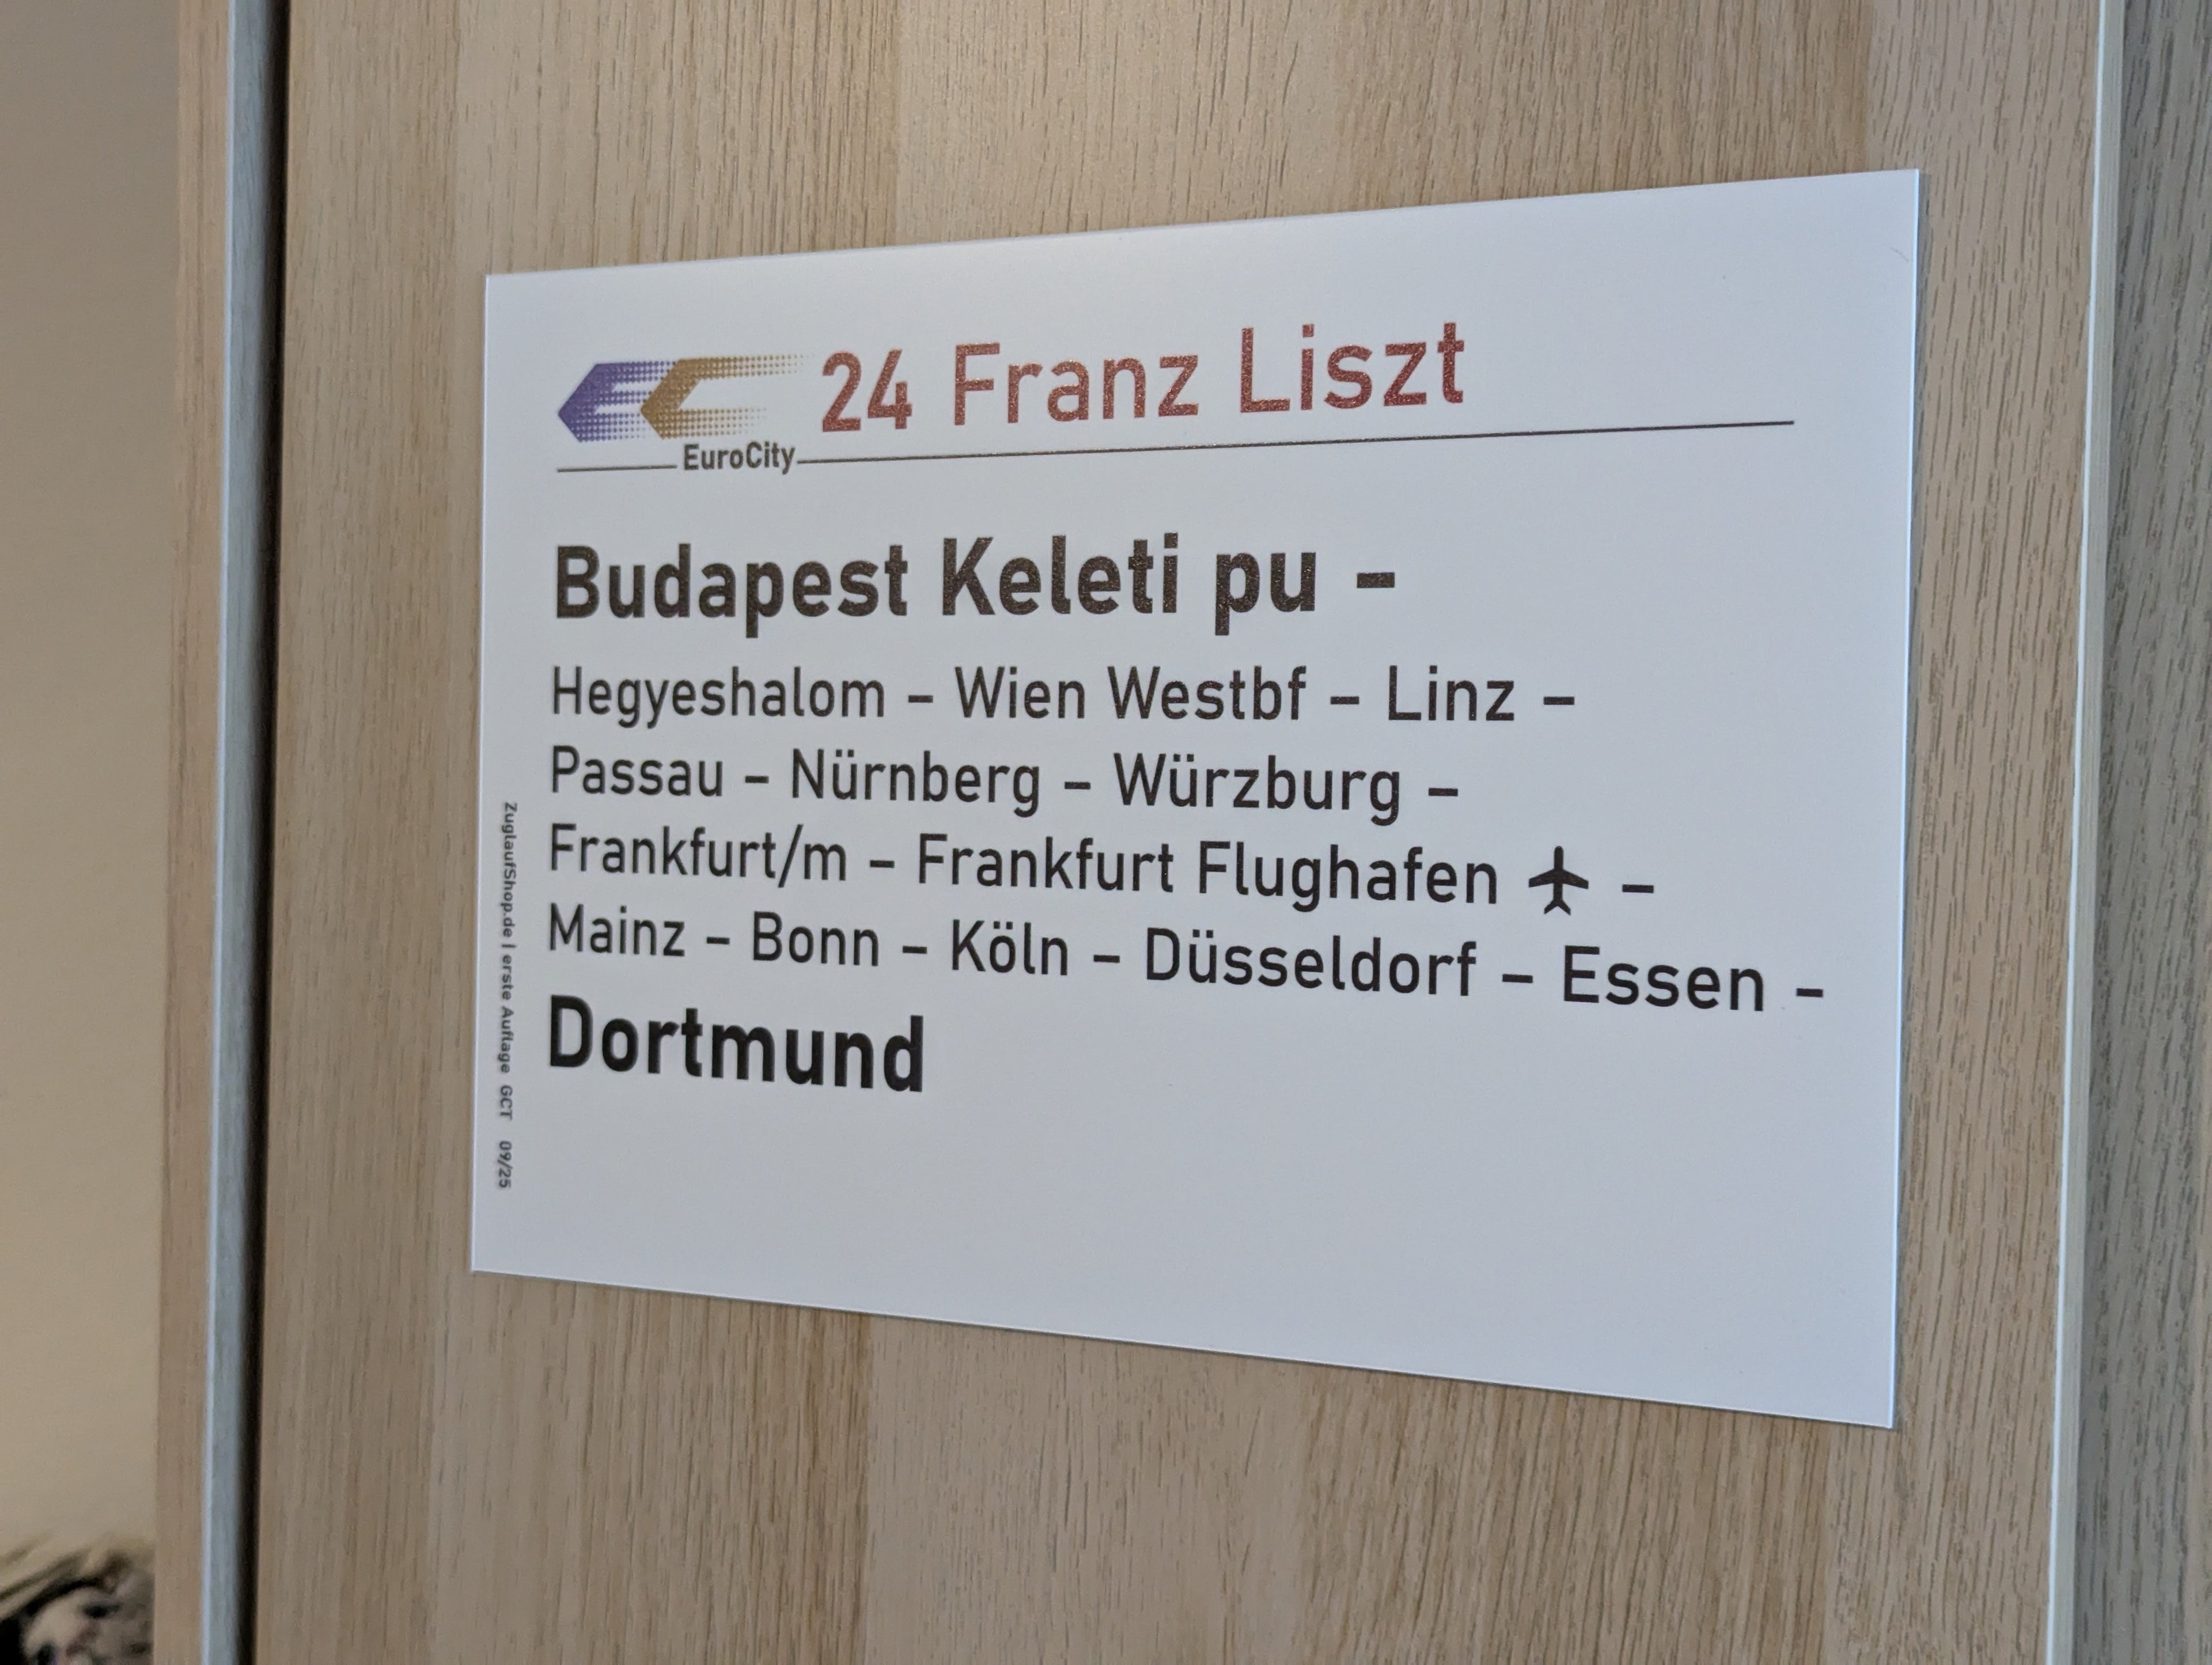 24 Franz Liszt
EuroCity
Budapest Keleti pu –
Hegyeshalom – Wien Westbf – Linz –
Passau – Nürnberg – Würzburg –
Frankfurt/m – Frankfurt Flughafen ✈ –
Mainz – Bonn – Köln – Düsseldorf – Essen –
Dortmund
ZuglaufShop.de | erste Auflage GCT 09/25